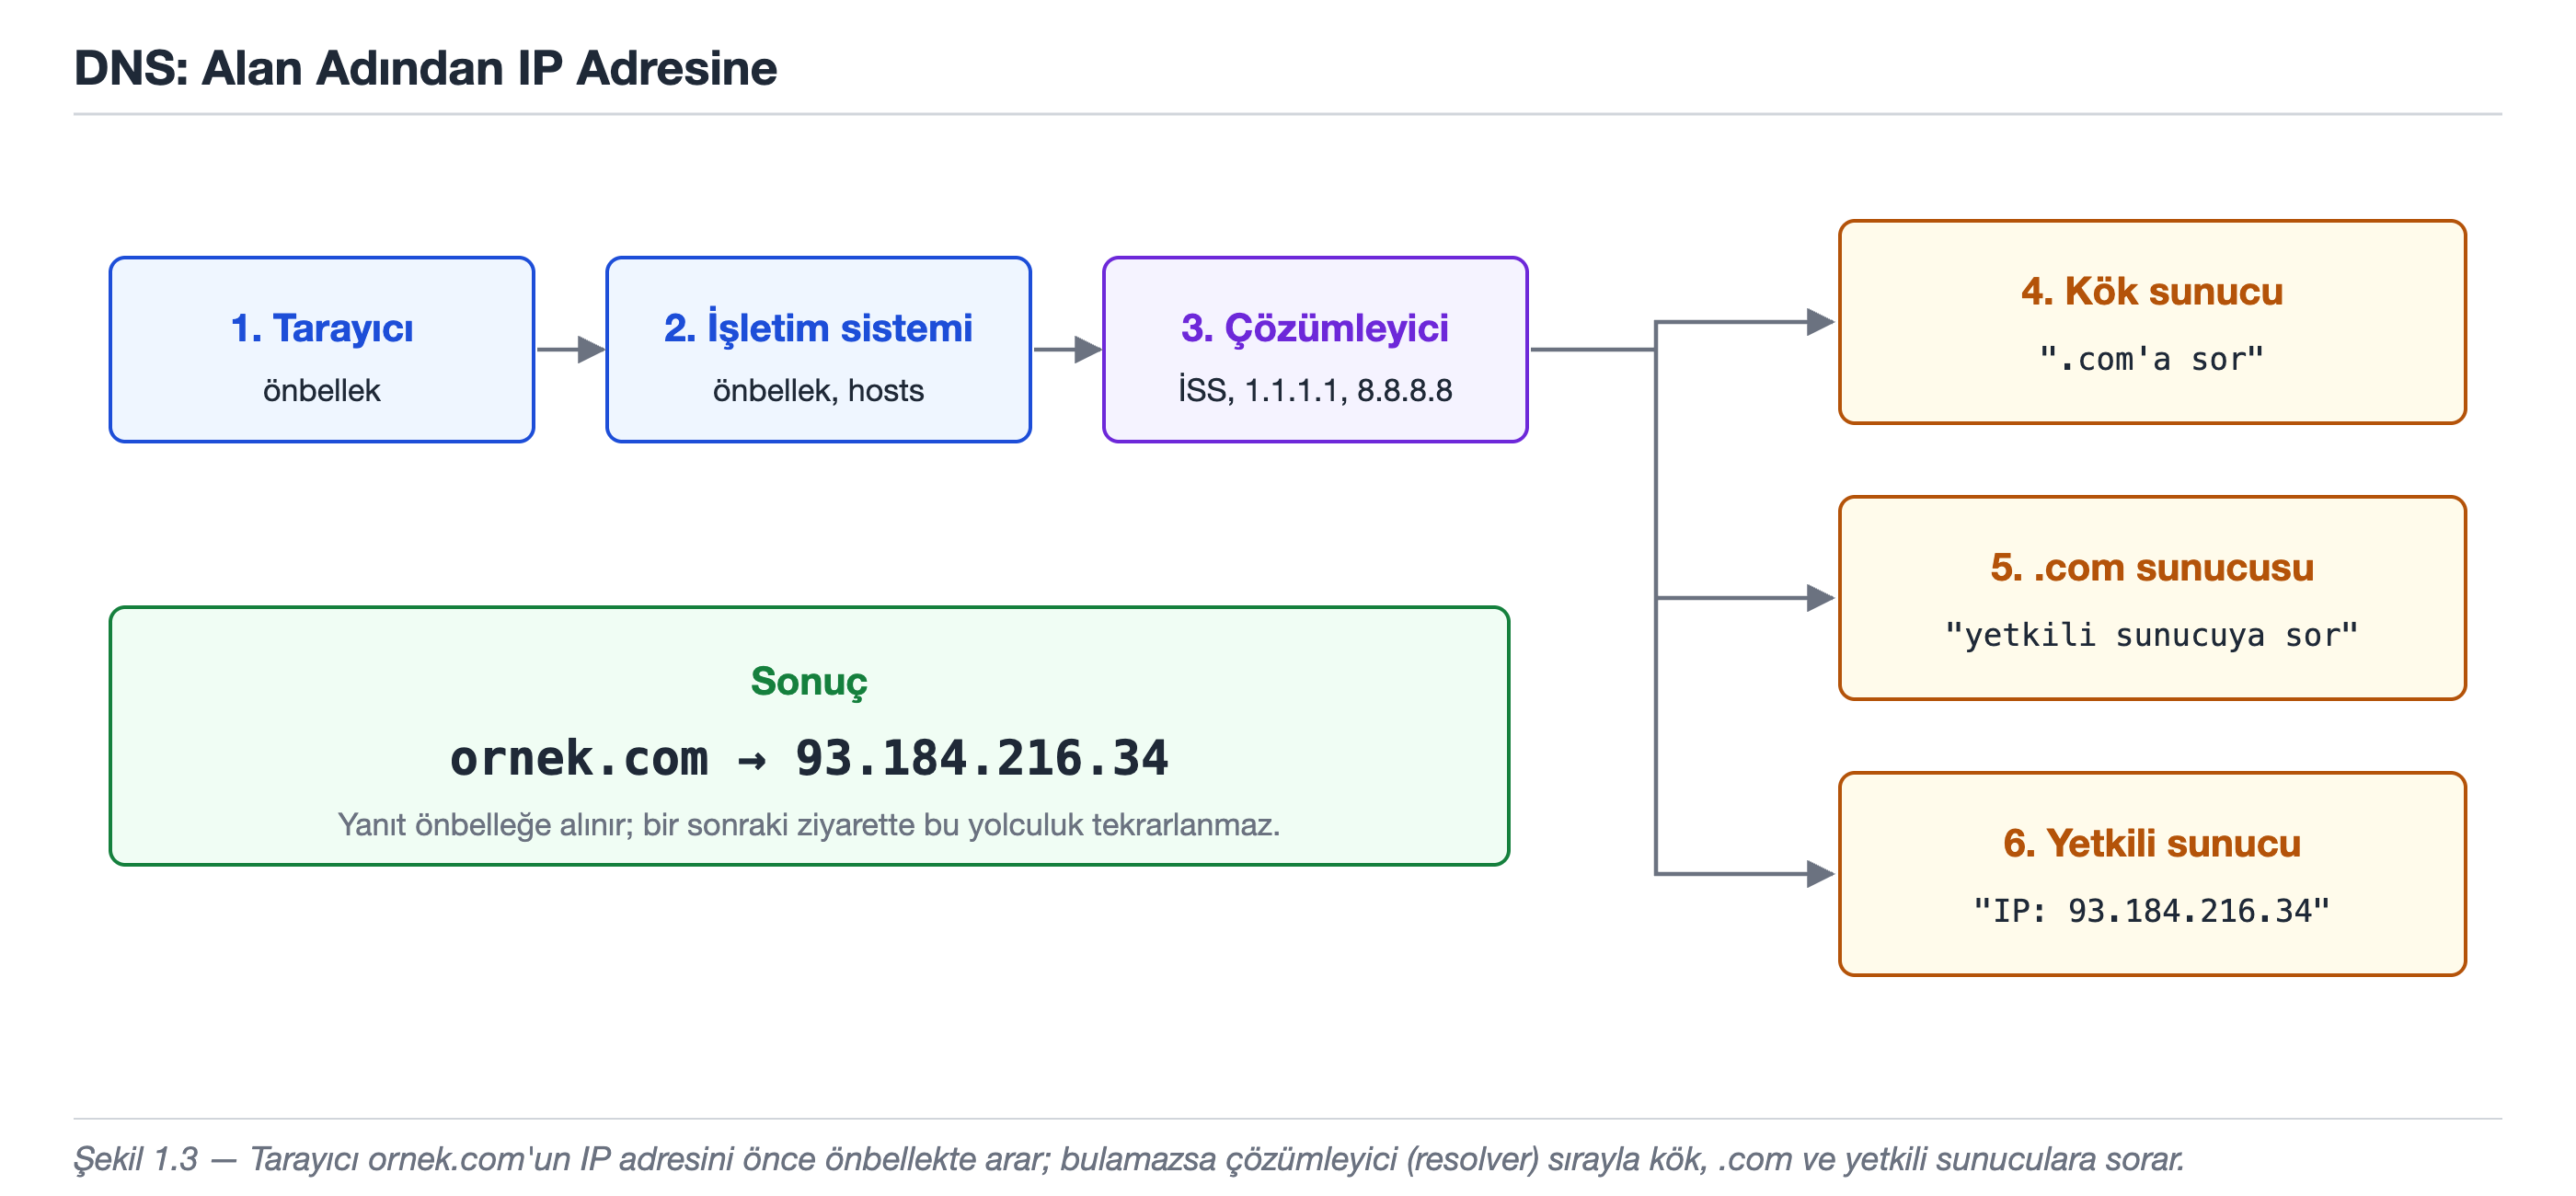 DNS: Alan Adından IP Adresine
1. Tarayıcı
önbellek
2. İşletim sistemi
önbellek, hosts
3. Çözümleyici
İSS, 1.1.1.1, 8.8.8.8
4. Kök sunucu
".com'a sor"
5. .com sunucusu
"yetkili sunucuya sor"
6. Yetkili sunucu
"IP: 93.184.216.34"
Sonuç
ornek.com → 93.184.216.34
Yanıt önbelleğe alınır; bir sonraki ziyarette bu yolculuk tekrarlanmaz.
Şekil 1.3 — Tarayıcı ornek.com'un IP adresini önce önbellekte arar; bulamazsa çözümleyici (resolver) sırayla kök, .com ve yetkili sunuculara sorar.